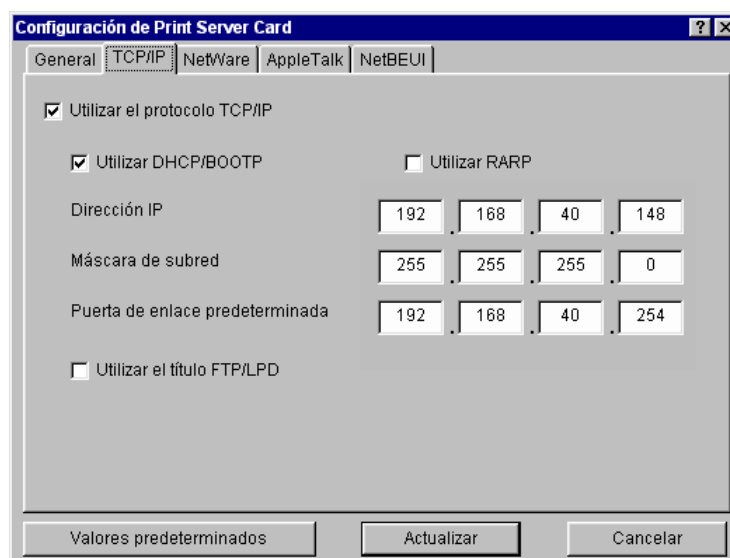 Configuración de Print Server Card
General TCP/IP NetWare AppleTalk NetBEUI
Utilizar el protocolo TCP/IP
Utilizar DHCP/BOOTP Utilizar RARP
Dirección IP 192 . 168 . 40 . 148
Máscara de subred 255 . 255 . 255 . 0
Puerta de enlace predeterminada 192 . 168 . 40 . 254
Utilizar el título FTP/LPD
Valores predeterminados Actualizar Cancelar